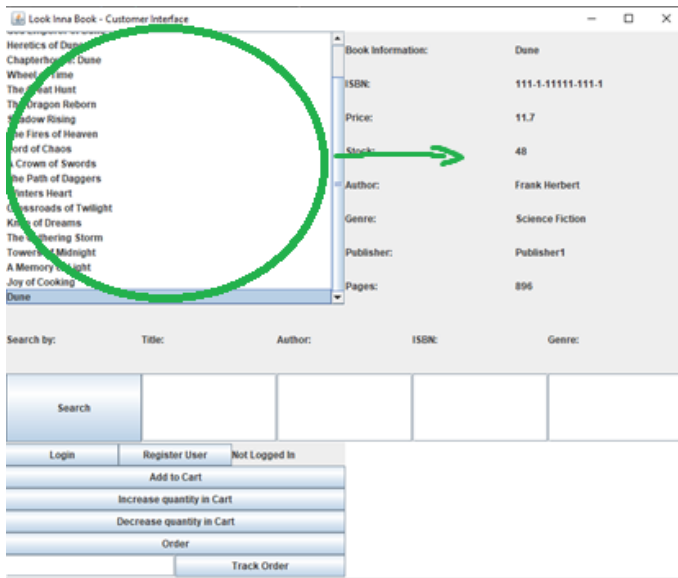 Look Inna Book - Customer Interface
Heretics of Dune
Chapterhouse: Dune
Wheel of Time
The Great Hunt
The Dragon Reborn
Shadow Rising
The Fires of Heaven
Lord of Chaos
A Crown of Swords
The Path of Daggers
Winters Heart
Crossroads of Twilight
Knife of Dreams
The Gathering Storm
Towers of Midnight
A Memory of Light
Joy of Cooking
Dune
Book Information: Dune
ISBN: 111-1-11111-111-1
Price: 11.7
Stock: 48
Author: Frank Herbert
Genre: Science Fiction
Publisher: Publisher1
Pages: 896
Search by: Title: Author: ISBN: Genre:
Search
Login Register User Not Logged In
Add to Cart
Increase quantity in Cart
Decrease quantity in Cart
Order
Track Order